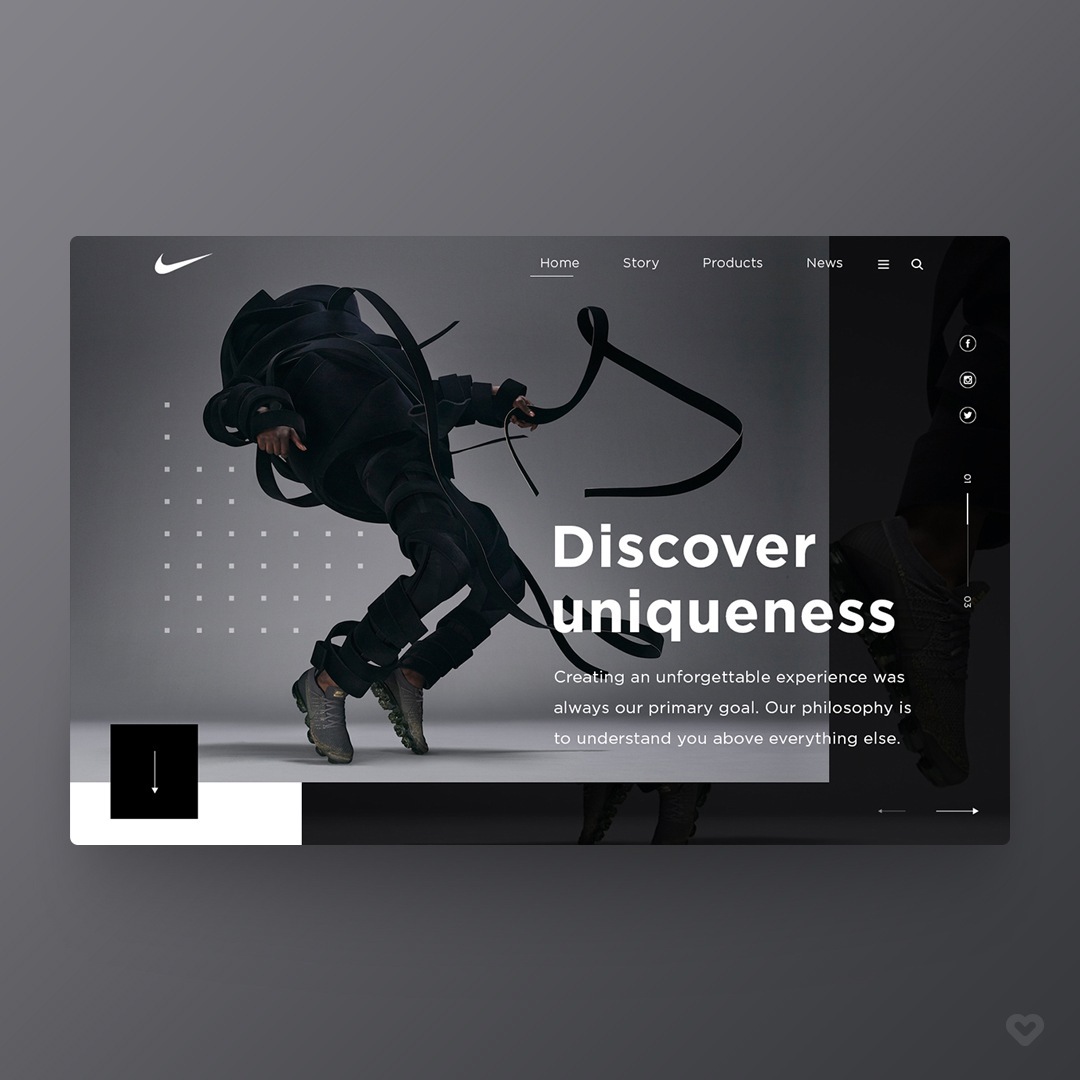 Home Story Products News
01
03
Discover
uniqueness
Creating an unforgettable experience was
always our primary goal. Our philosophy is
to understand you above everything else.